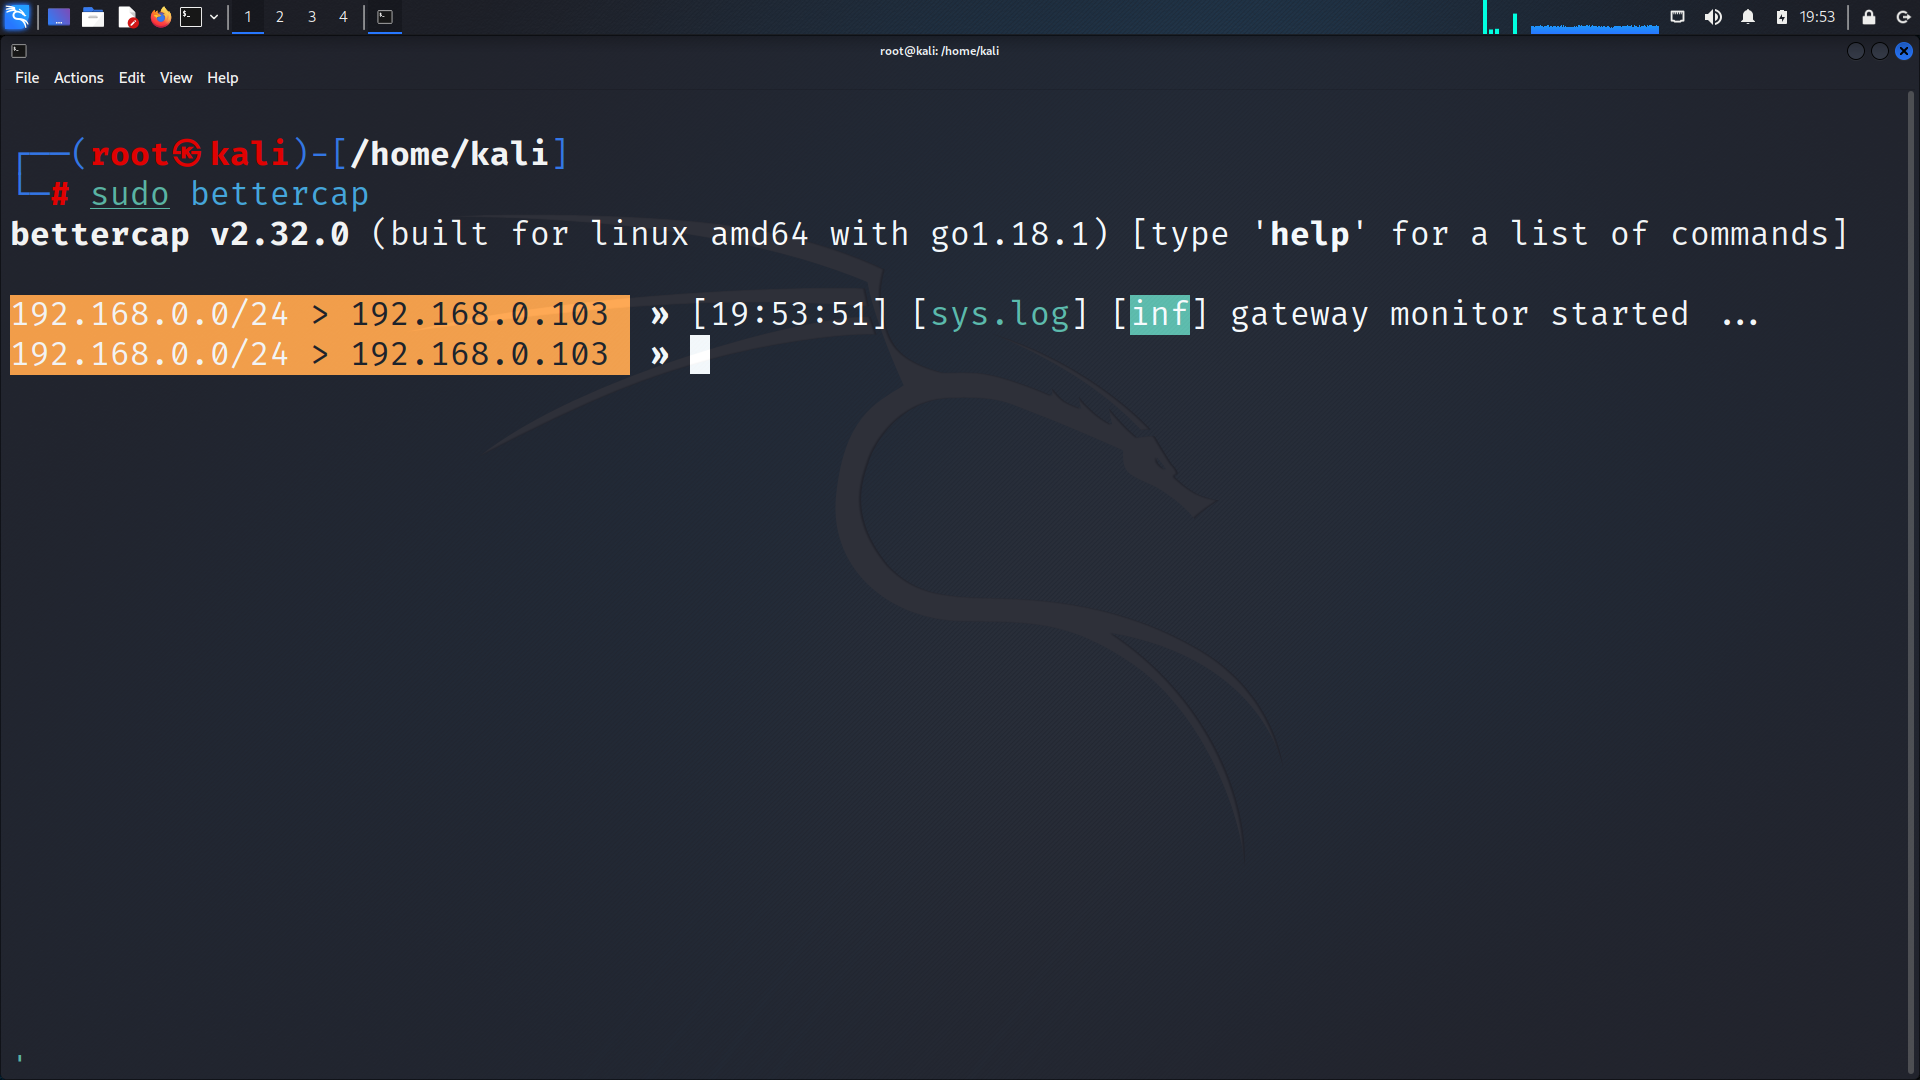 1 2 3 4 19:53
root@kali: /home/kali
File Actions Edit View Help
┌──(root㉿kali)-[/home/kali]
└─# sudo bettercap
bettercap v2.32.0 (built for linux amd64 with go1.18.1) [type 'help' for a list of commands]
192.168.0.0/24 > 192.168.0.103 » [19:53:51] [sys.log] [inf] gateway monitor started ...
192.168.0.0/24 > 192.168.0.103 »
'